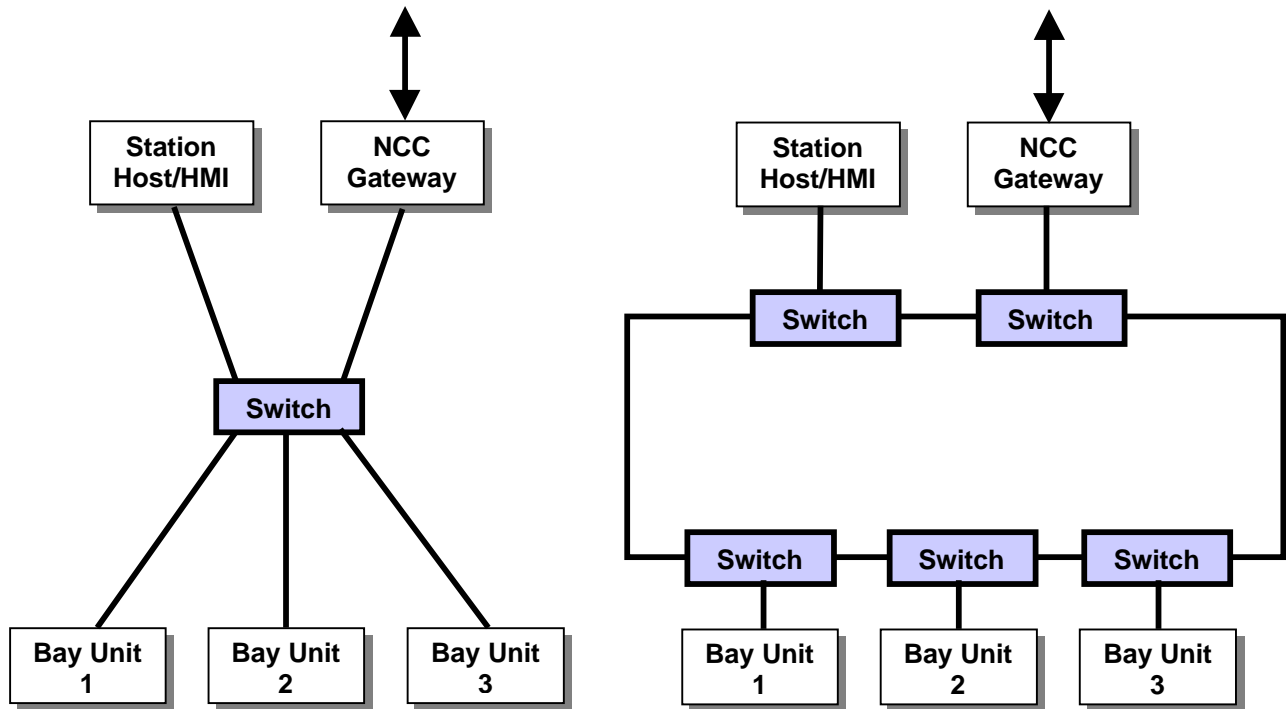 Station
Host/HMI
NCC
Gateway
Switch
Bay Unit
1
Bay Unit
2
Bay Unit
3
Station
Host/HMI
NCC
Gateway
Switch
Switch
Switch
Switch
Switch
Bay Unit
1
Bay Unit
2
Bay Unit
3